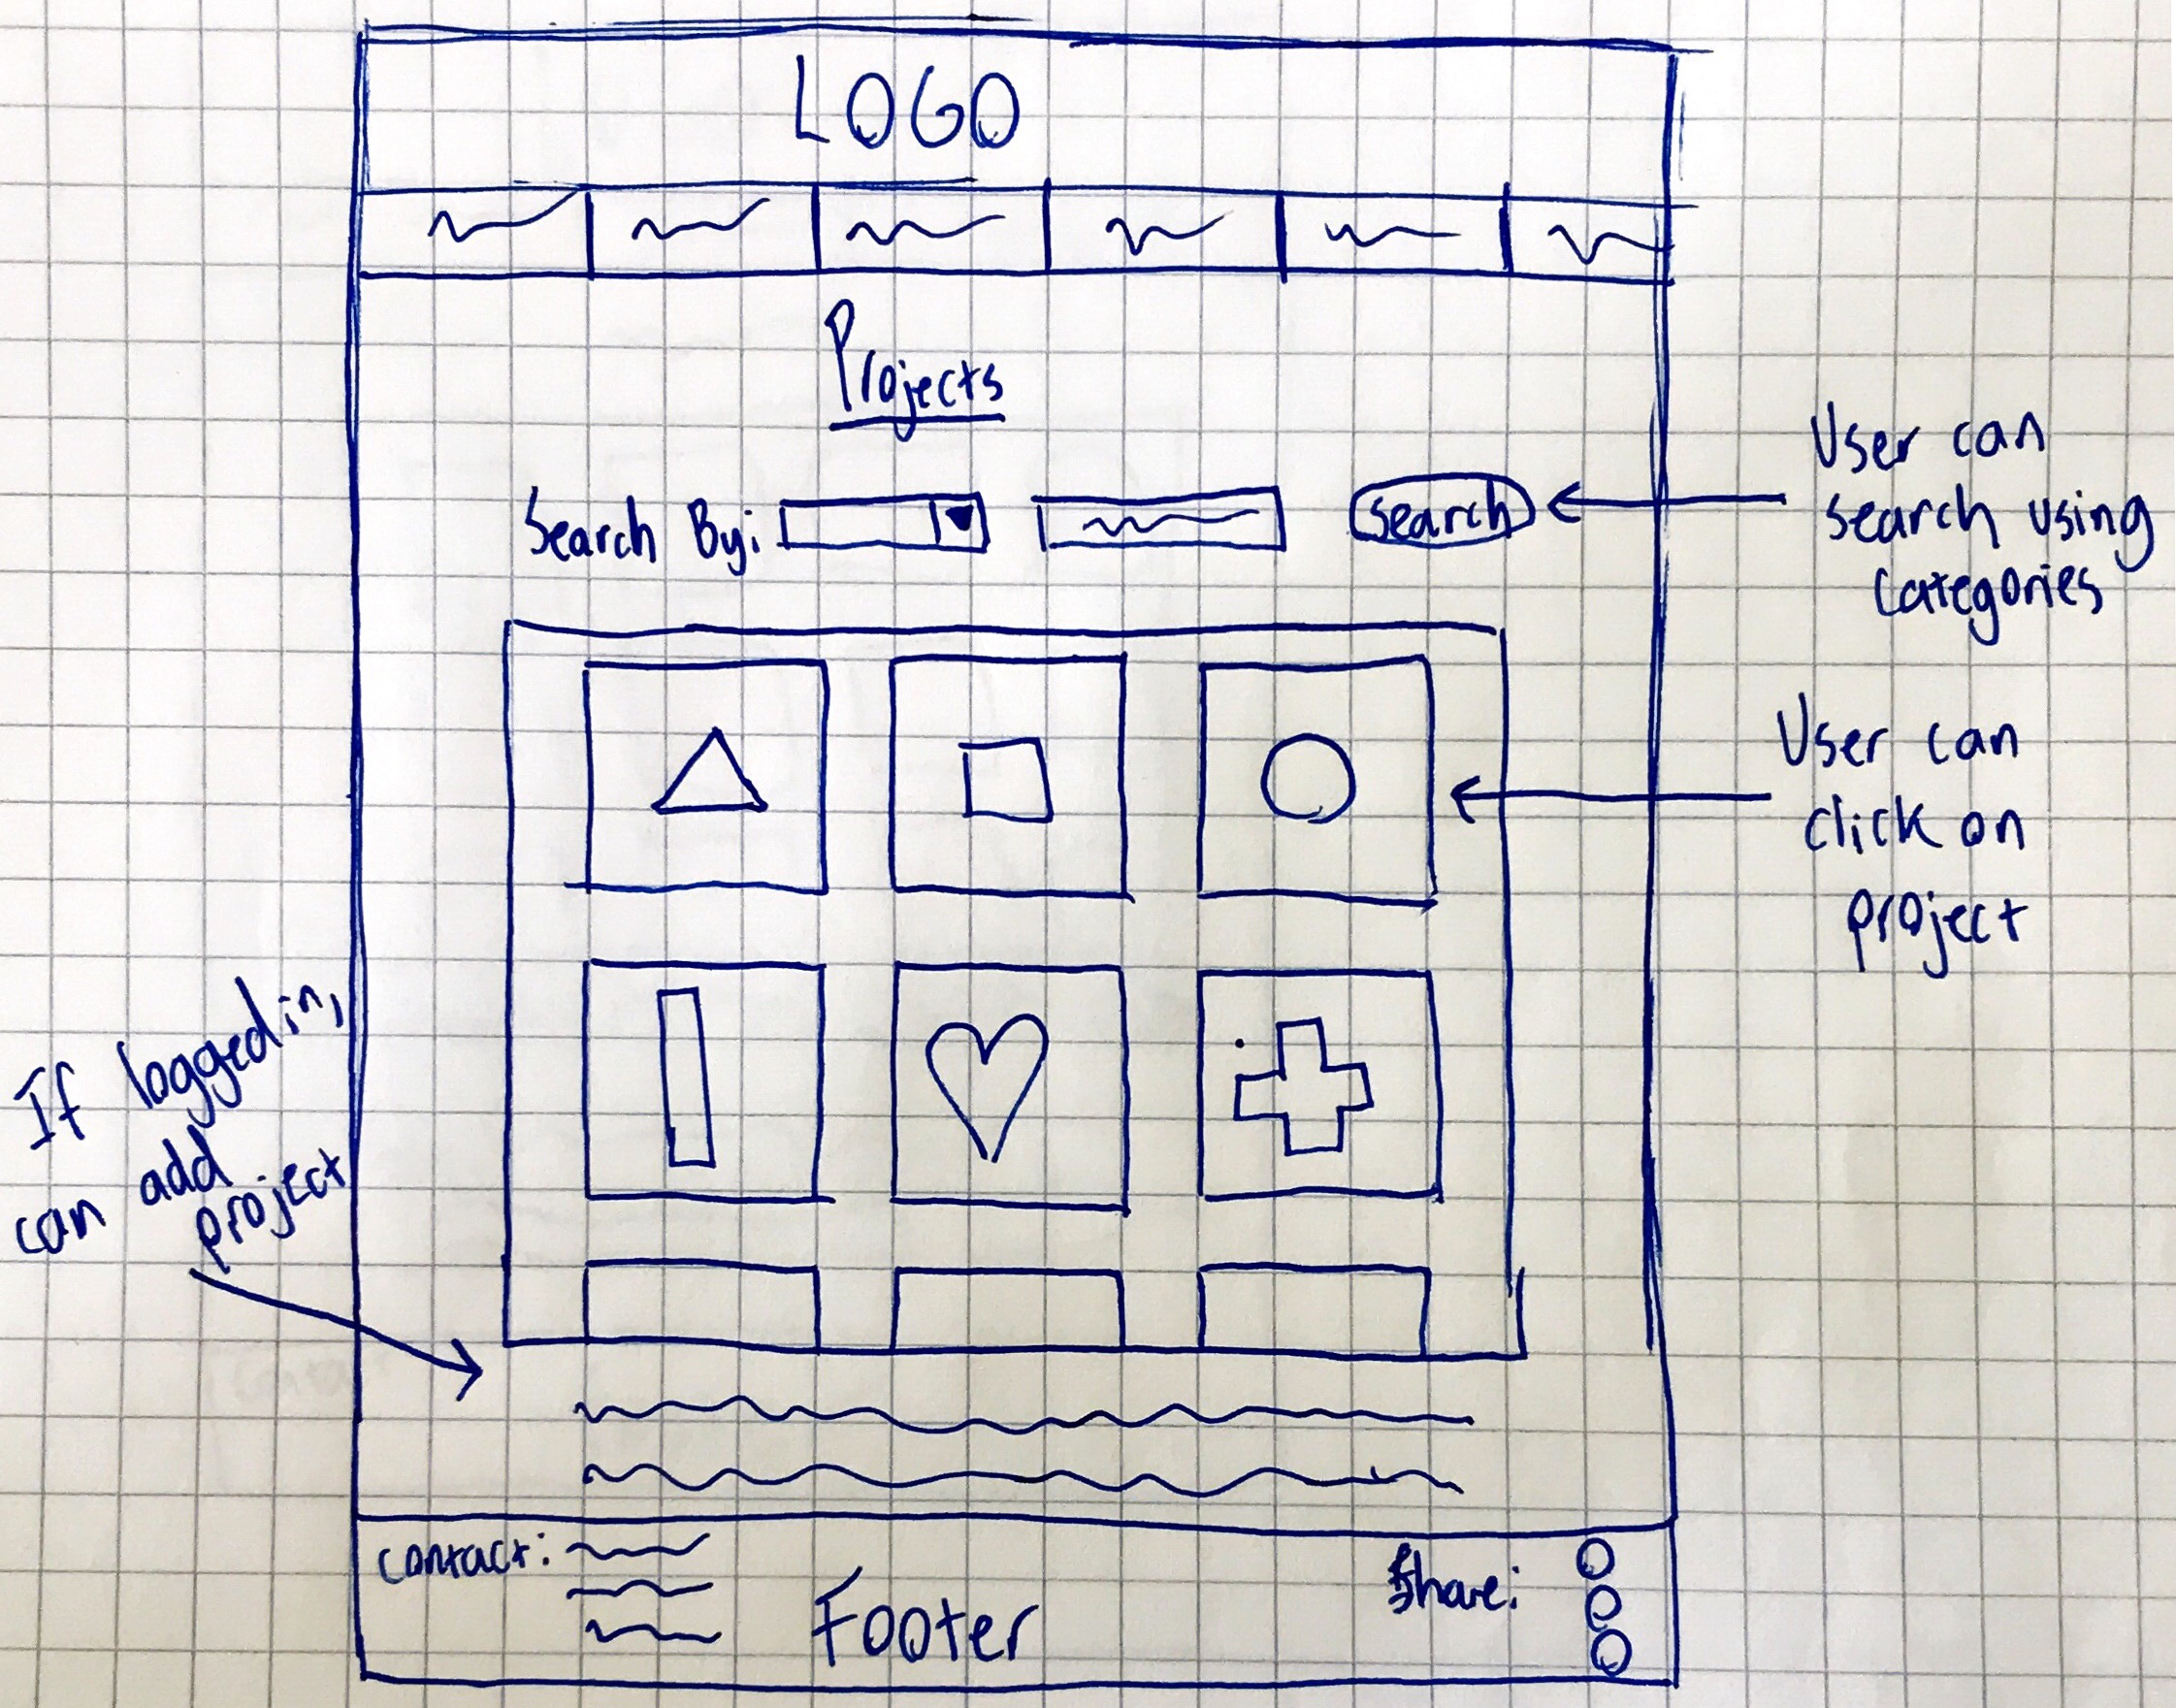 LOGO
Projects
Search By:
Search
User can
search using
categories
User can
click on
project
If logged in,
can add
project
Contact:
Footer
Share: